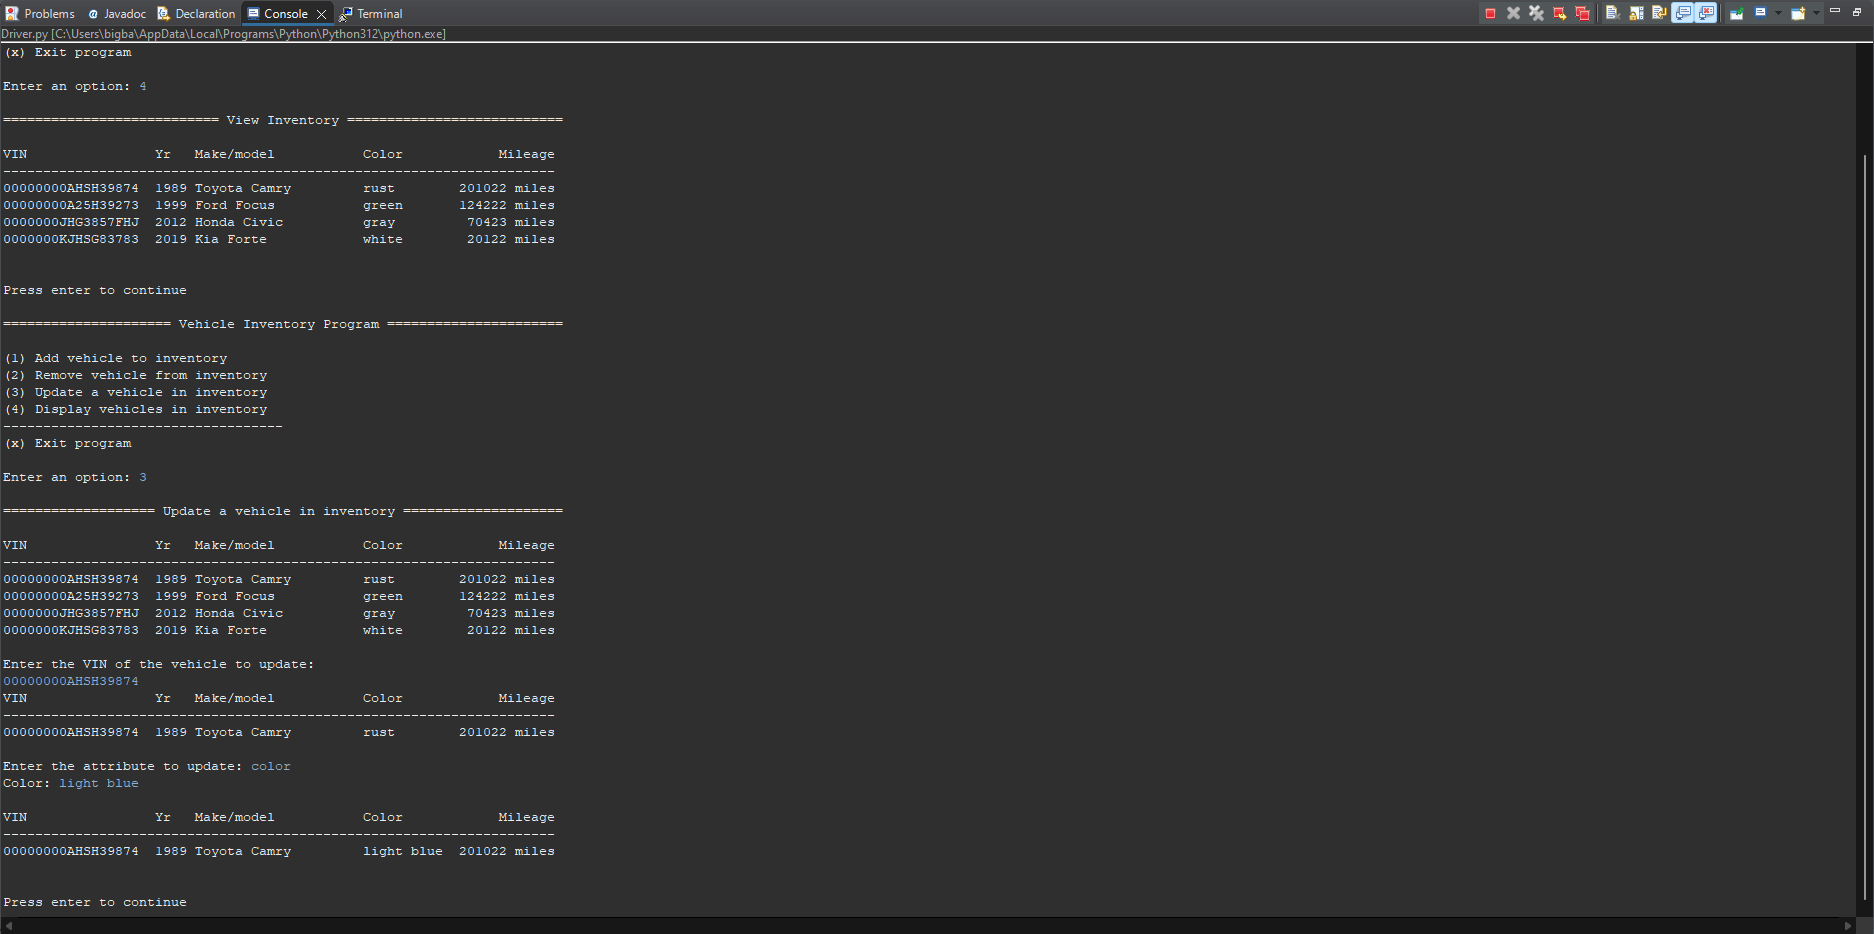 Problems Javadoc Declaration Console Terminal
Driver.py [C:\Users\bigba\AppData\Local\Programs\Python\Python312\python.exe]
(x) Exit program
Enter an option: 4
=========================== View Inventory ===========================
VIN                Yr   Make/model           Color            Mileage
---------------------------------------------------------------------
00000000AHSH39874  1989 Toyota Camry         rust        201022 miles
00000000A25H39273  1999 Ford Focus           green       124222 miles
0000000JHG3857FHJ  2012 Honda Civic          gray         70423 miles
0000000KJHSG83783  2019 Kia Forte            white        20122 miles
Press enter to continue
===================== Vehicle Inventory Program ======================
(1) Add vehicle to inventory
(2) Remove vehicle from inventory
(3) Update a vehicle in inventory
(4) Display vehicles in inventory
-----------------------------------
(x) Exit program
Enter an option: 3
=================== Update a vehicle in inventory ====================
VIN                Yr   Make/model           Color            Mileage
---------------------------------------------------------------------
00000000AHSH39874  1989 Toyota Camry         rust        201022 miles
00000000A25H39273  1999 Ford Focus           green       124222 miles
0000000JHG3857FHJ  2012 Honda Civic          gray         70423 miles
0000000KJHSG83783  2019 Kia Forte            white        20122 miles
Enter the VIN of the vehicle to update:
00000000AHSH39874
VIN                Yr   Make/model           Color            Mileage
---------------------------------------------------------------------
00000000AHSH39874  1989 Toyota Camry         rust        201022 miles
Enter the attribute to update: color
Color: light blue
VIN                Yr   Make/model           Color            Mileage
---------------------------------------------------------------------
00000000AHSH39874  1989 Toyota Camry         light blue  201022 miles
Press enter to continue